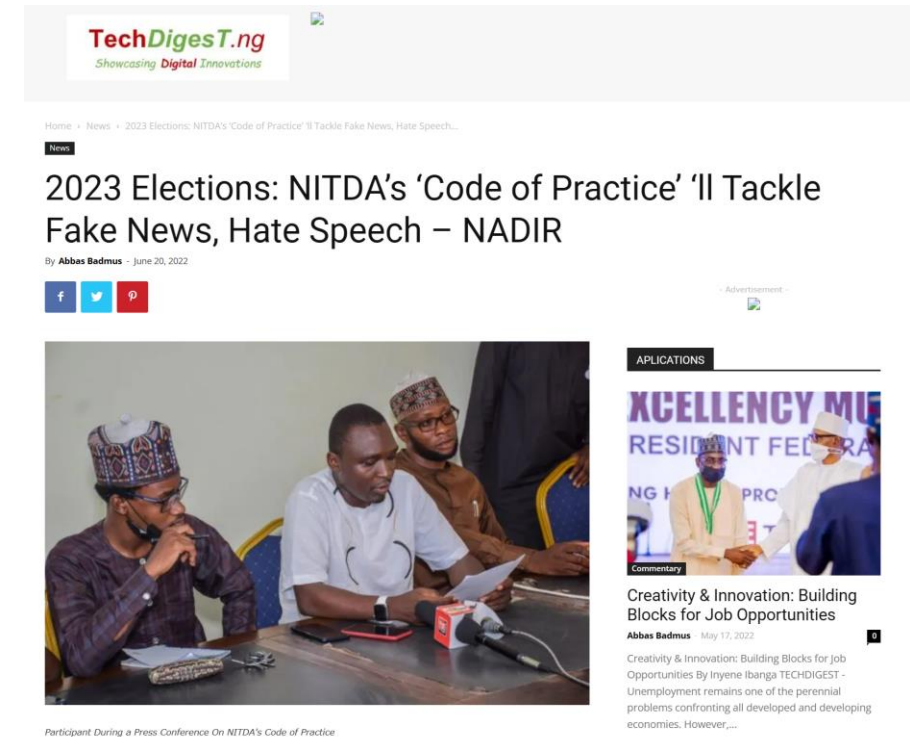 TechDigesT.ng
Showcasing Digital Innovations
Home › News › 2023 Elections: NITDA's 'Code of Practice' 'll Tackle Fake News, Hate Speech...
News
2023 Elections: NITDA's 'Code of Practice' 'll Tackle
Fake News, Hate Speech – NADIR
By Abbas Badmus - June 20, 2022
- Advertisement -
APLICATIONS
XCELLENCY MU
RESIDENT FEDERA
NG H PRO
Commentary
Creativity & Innovation: Building
Blocks for Job Opportunities
Abbas Badmus - May 17, 2022
0
Creativity & Innovation: Building Blocks for Job
Opportunities By Inyene Ibanga TECHDIGEST -
Unemployment remains one of the perennial
problems confronting all developed and developing
economies. However,...
Participant During a Press Conference On NITDA's Code of Practice